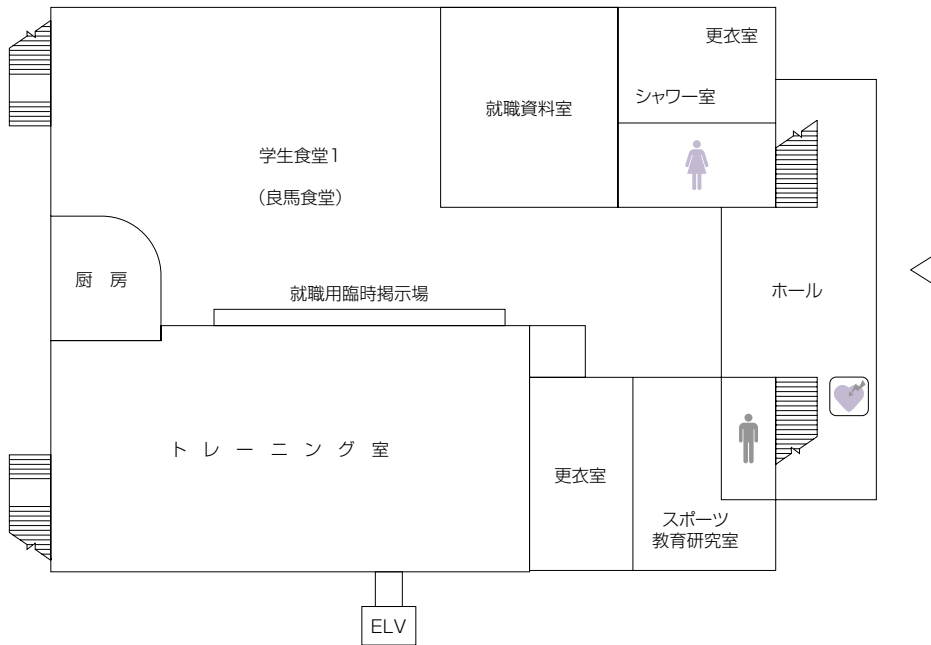 更衣室
シャワー室
就職資料室
学生食堂1
（良馬食堂）
厨　房
就職用臨時掲示場
ホール
トレーニング室
更衣室
スポーツ
教育研究室
ELV